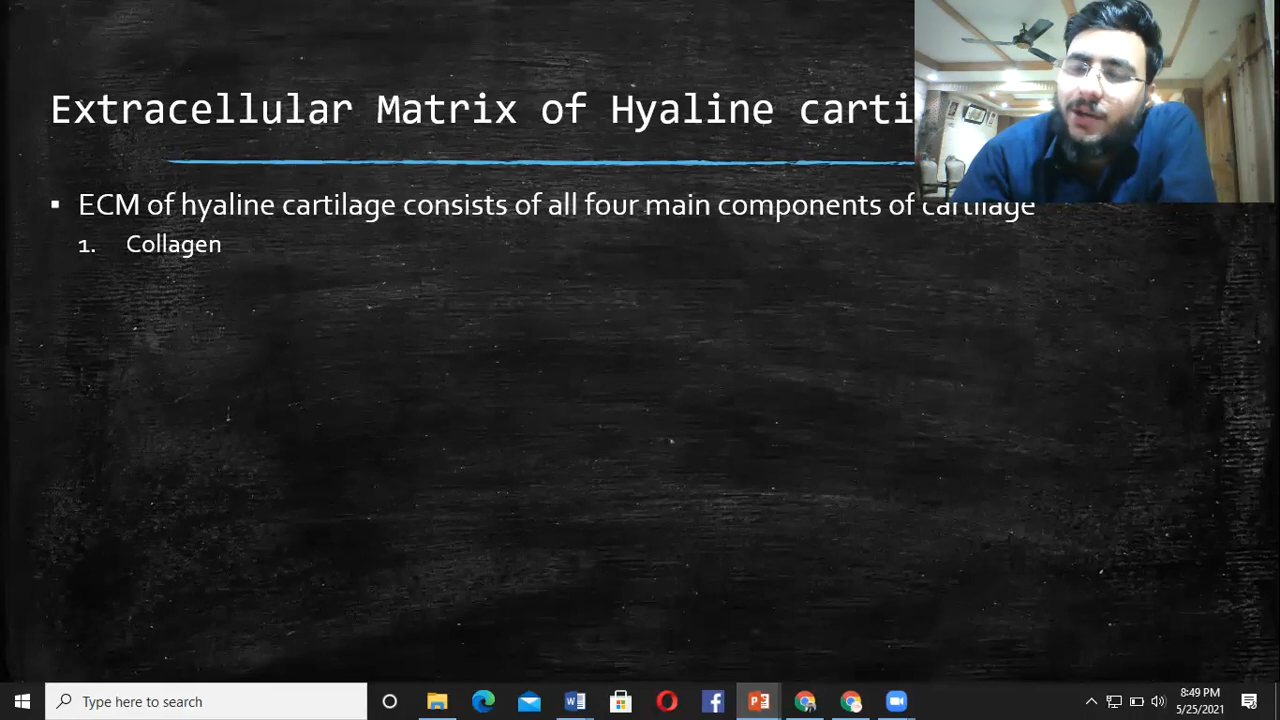 Extracellular Matrix of Hyaline carti
▪ ECM of hyaline cartilage consists of all four main components of cartilage
1. Collagen
Type here to search
8:49 PM
5/25/2021